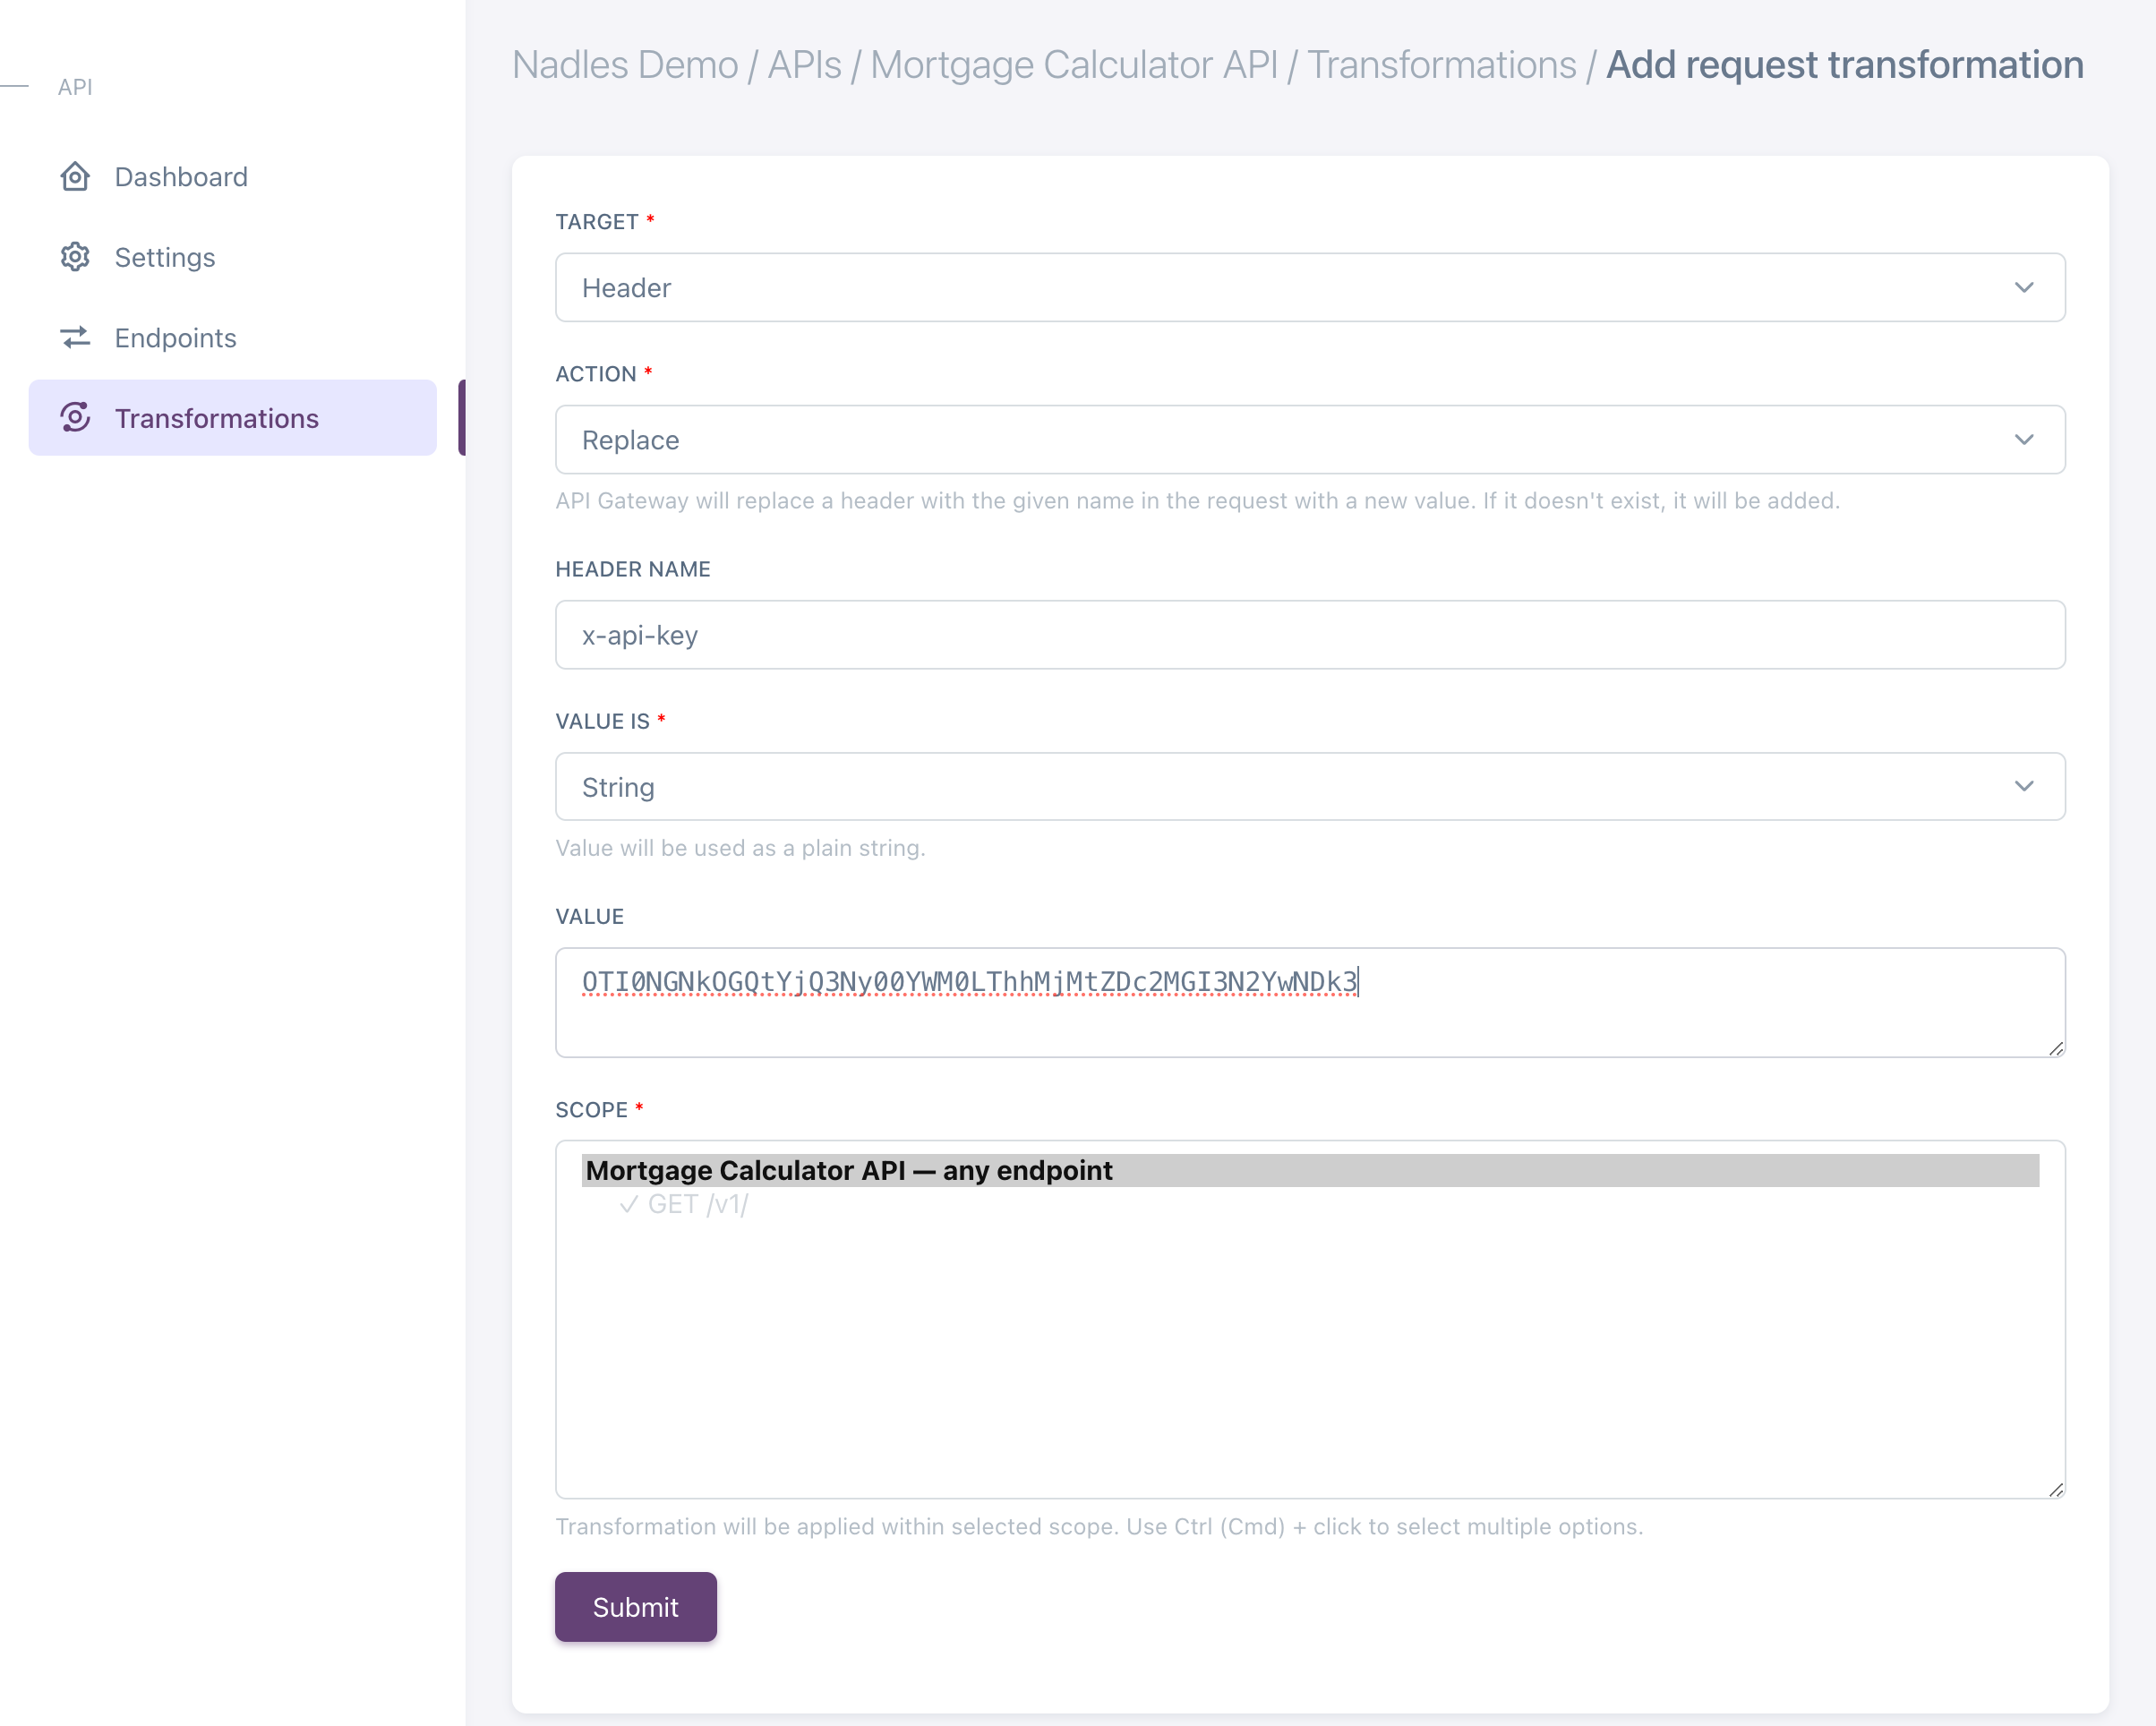 API
Dashboard
Settings
Endpoints
Transformations
Nadles Demo / APIs / Mortgage Calculator API / Transformations / Add request transformation
TARGET *
Header
ACTION *
Replace
API Gateway will replace a header with the given name in the request with a new value. If it doesn't exist, it will be added.
HEADER NAME
x-api-key
VALUE IS *
String
Value will be used as a plain string.
VALUE
OTI0NGNkOGQtYjQ3Ny00YWM0LThhMjMtZDc2MGI3N2YwNDk3
SCOPE *
Mortgage Calculator API — any endpoint
✓ GET /v1/
Transformation will be applied within selected scope. Use Ctrl (Cmd) + click to select multiple options.
Submit